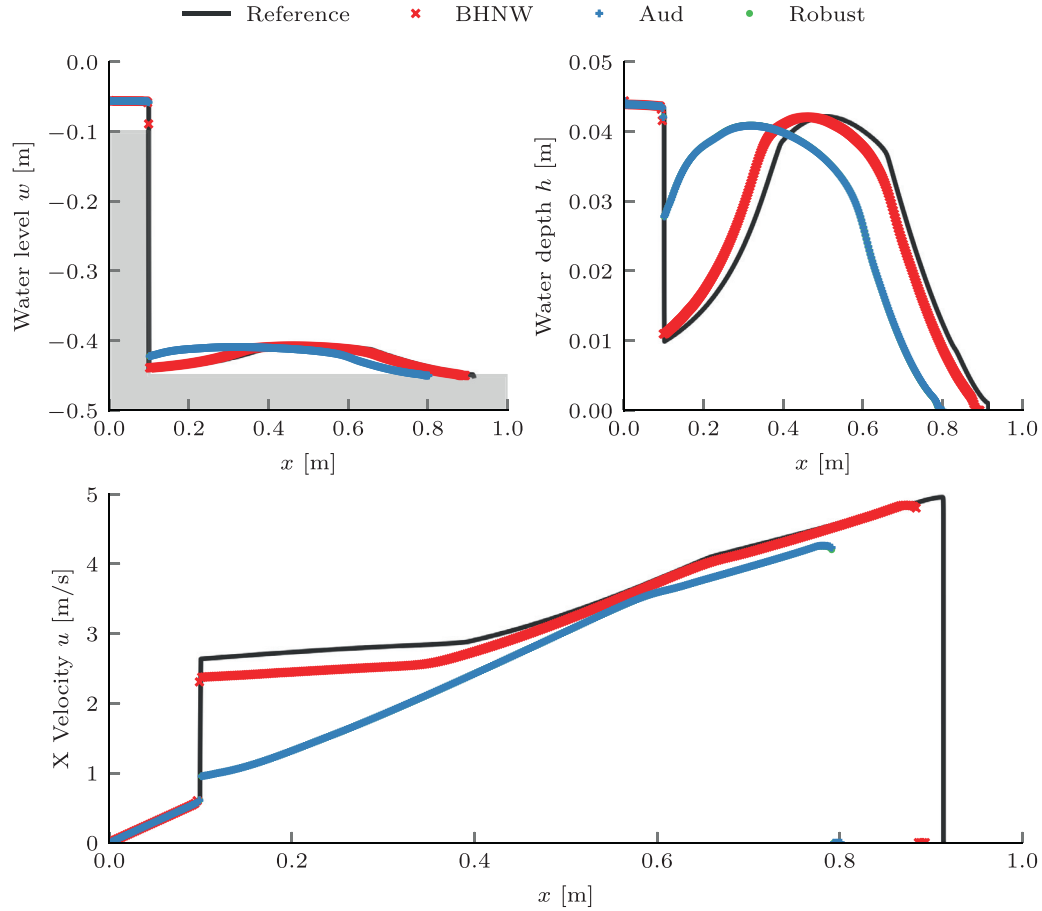 Reference BHNW Aud Robust
Water level w [m]
0.0
−0.1
−0.2
−0.3
−0.4
−0.5
0.0 0.2 0.4 0.6 0.8 1.0
x [m]
Water depth h [m]
0.05
0.04
0.03
0.02
0.01
0.00
0.0 0.2 0.4 0.6 0.8 1.0
x [m]
X Velocity u [m/s]
5
4
3
2
1
0
0.0 0.2 0.4 0.6 0.8 1.0
x [m]